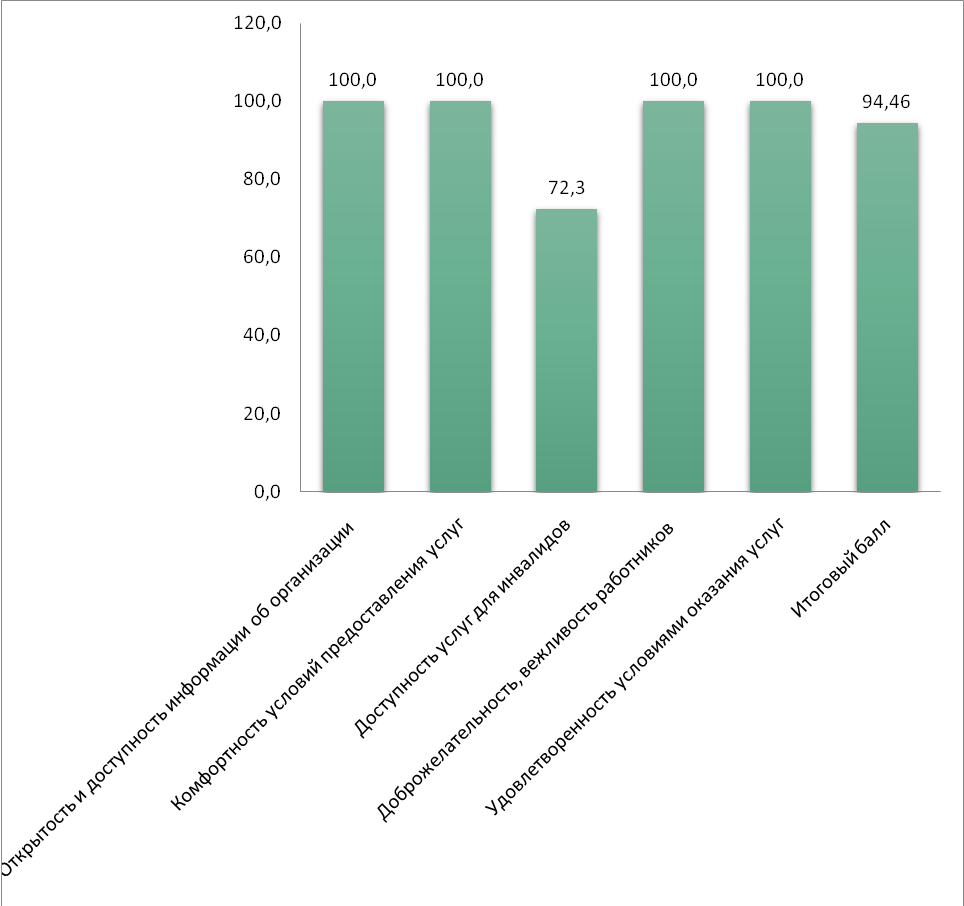 120,0
100,0
80,0
60,0
40,0
20,0
0,0
100,0
100,0
72,3
100,0
100,0
94,46
Открытость и доступность информации об организации
Комфортность условий предоставления услуг
Доступность услуг для инвалидов
Доброжелательность, вежливость работников
Удовлетворенность условиями оказания услуг
Итоговый балл